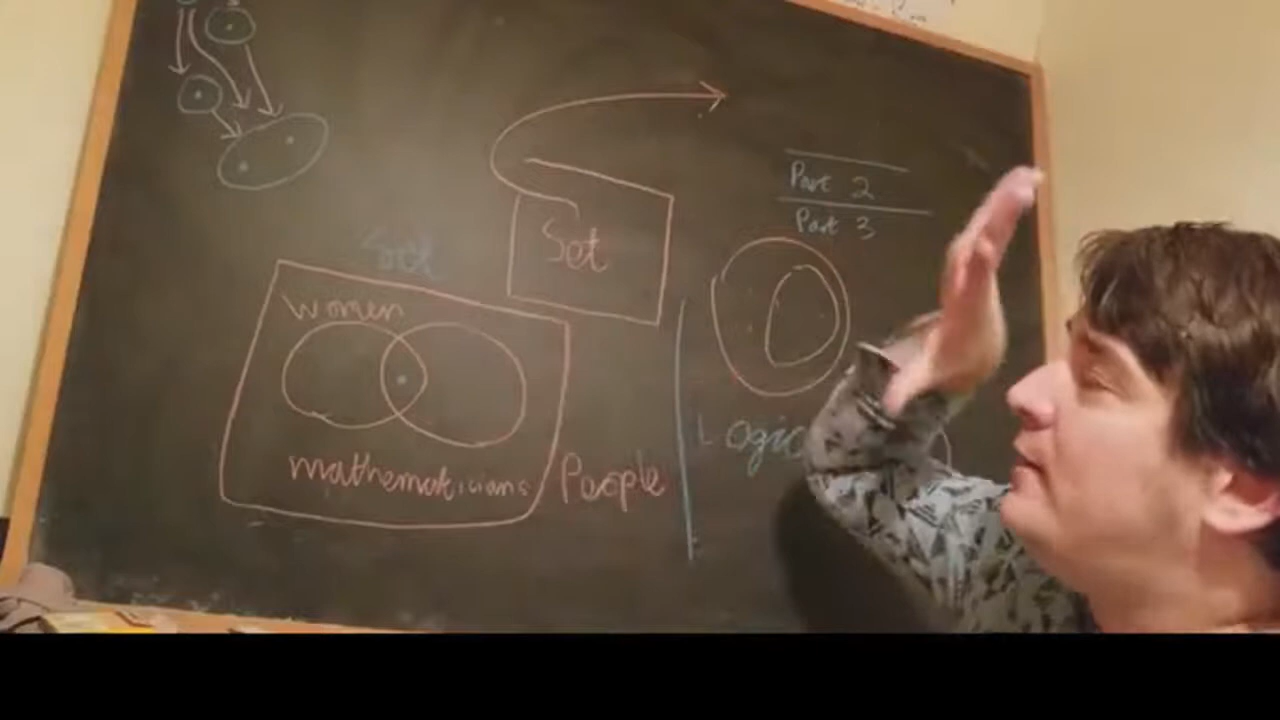 Part 2
Part 3
Set
Set
women
mathematicians
People
Logic